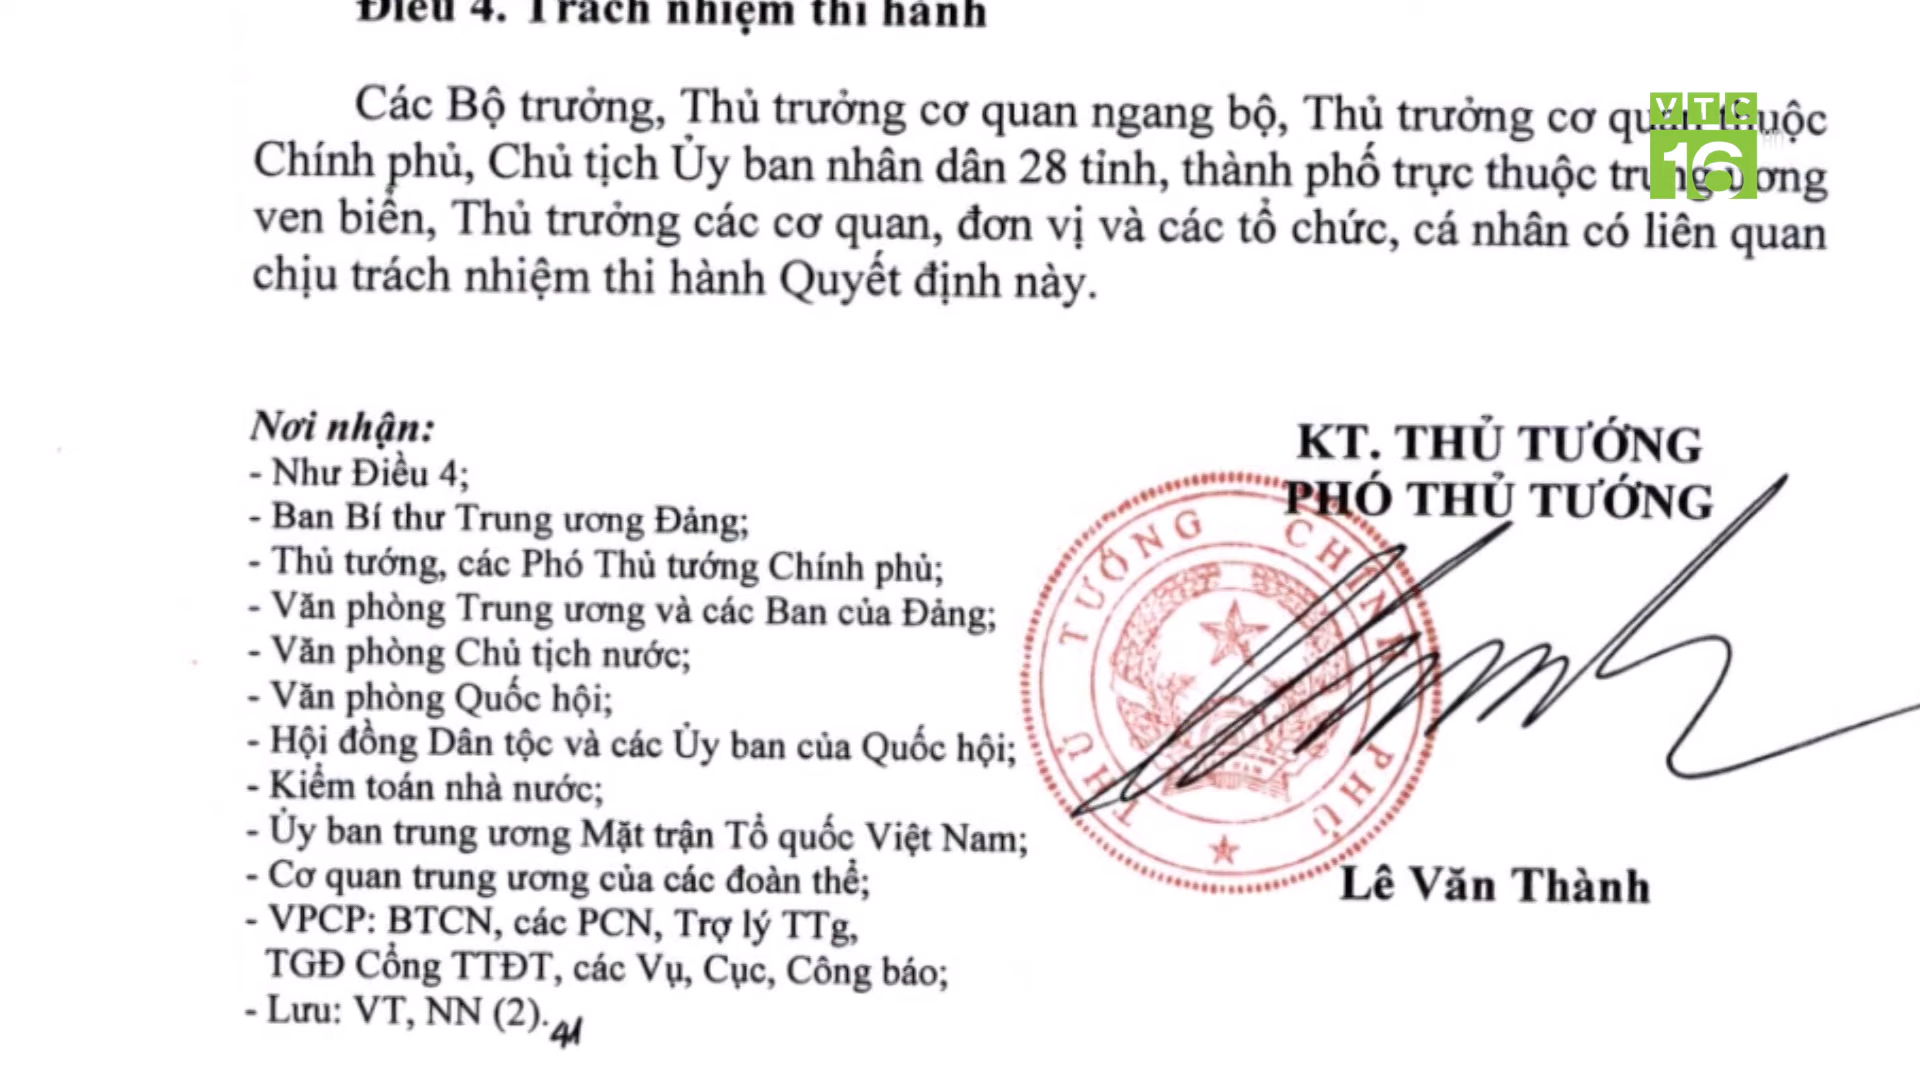 Điều 4. Trách nhiệm thi hành
Các Bộ trưởng, Thủ trưởng cơ quan ngang bộ, Thủ trưởng cơ quan thuộc
Chính phủ, Chủ tịch Ủy ban nhân dân 28 tỉnh, thành phố trực thuộc trung ương
ven biển, Thủ trưởng các cơ quan, đơn vị và các tổ chức, cá nhân có liên quan
chịu trách nhiệm thi hành Quyết định này.
VTC
16
Nơi nhận:
- Như Điều 4;
- Ban Bí thư Trung ương Đảng;
- Thủ tướng, các Phó Thủ tướng Chính phủ;
- Văn phòng Trung ương và các Ban của Đảng;
- Văn phòng Chủ tịch nước;
- Văn phòng Quốc hội;
- Hội đồng Dân tộc và các Ủy ban của Quốc hội;
- Kiểm toán nhà nước;
- Ủy ban trung ương Mặt trận Tổ quốc Việt Nam;
- Cơ quan trung ương của các đoàn thể;
- VPCP: BTCN, các PCN, Trợ lý TTg,
TGĐ Cổng TTĐT, các Vụ, Cục, Công báo;
- Lưu: VT, NN (2).
KT. THỦ TƯỚNG
PHÓ THỦ TƯỚNG
THỦ TƯỚNG CHÍNH PHỦ
Lê Văn Thành